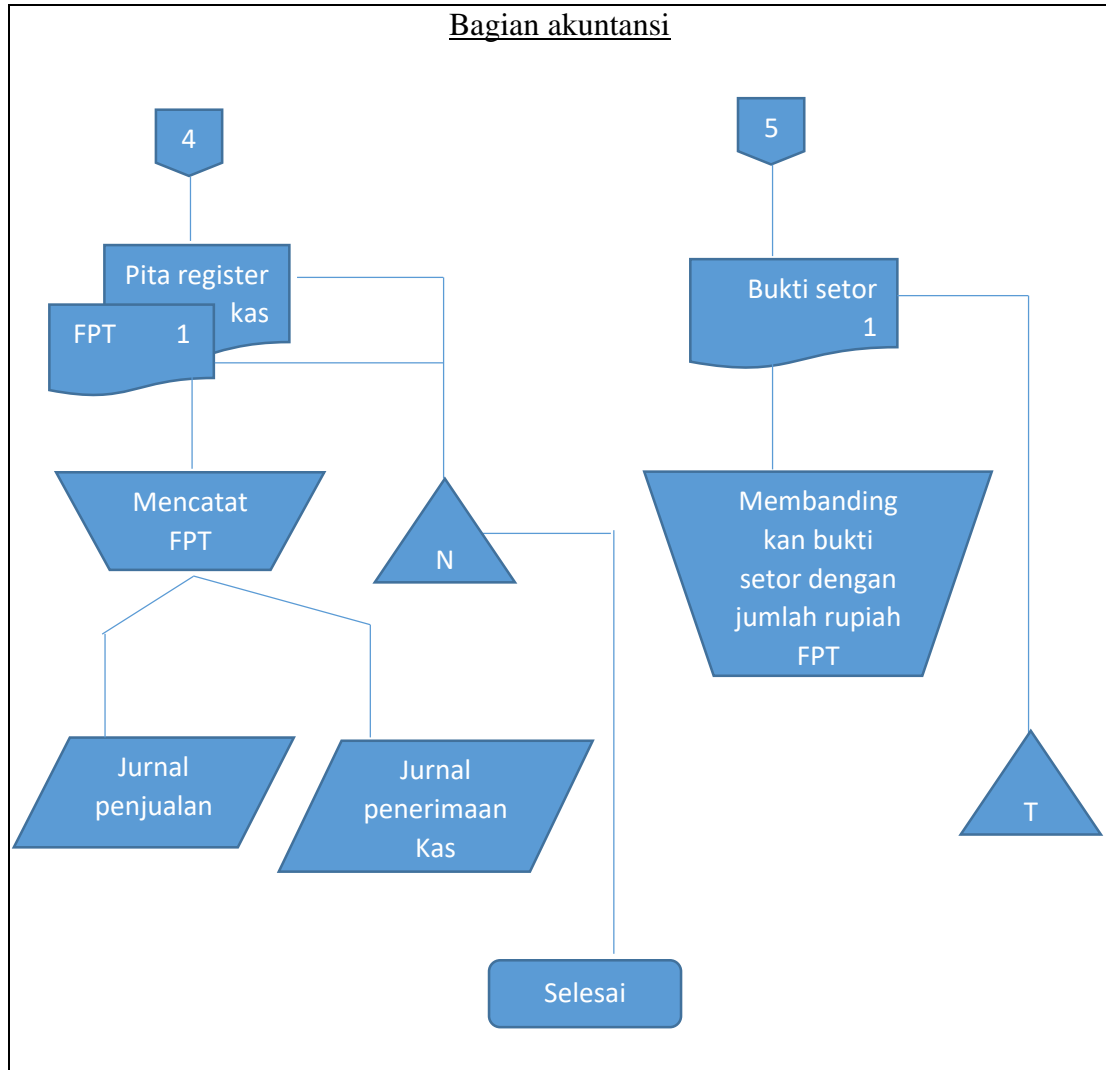 Bagian akuntansi
4
Pita register
kas
FPT 1
Mencatat
FPT
N
Jurnal
penjualan
Jurnal
penerimaan
Kas
5
Bukti setor
1
Membanding
kan bukti
setor dengan
jumlah rupiah
FPT
T
Selesai